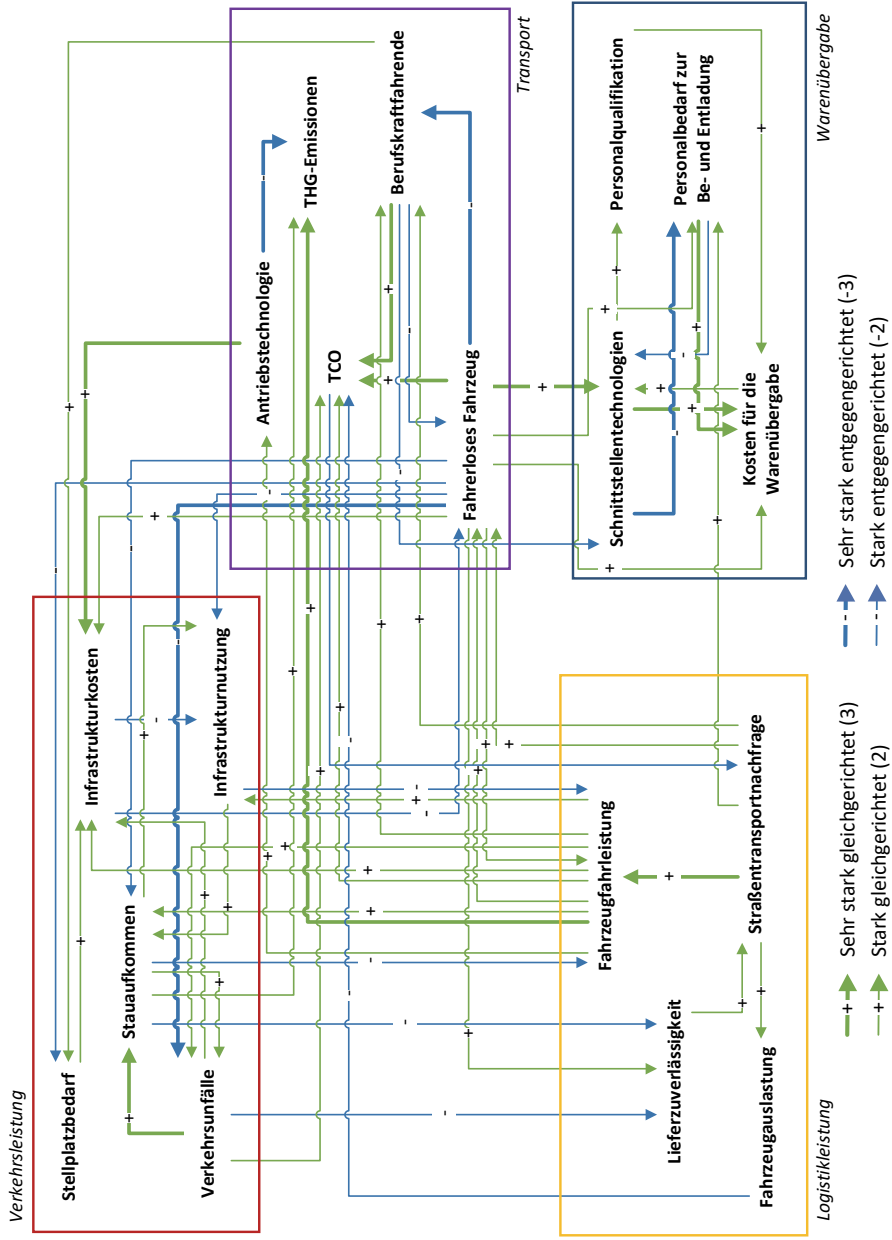 Verkehrsleistung
Stellplatzbedarf
Stauaufkommen
Infrastrukturkosten
Verkehrsunfälle
Infrastrukturnutzung
Antriebstechnologie
THG-Emissionen
TCO
Berufskraftfahrende
Fahrerloses Fahrzeug
Transport
Fahrzeugfahrleistung
Lieferzuverlässigkeit
Straßentransportnachfrage
Fahrzeugauslastung
Logistikleistung
Schnittstellentechnologien
Personalqualifikation
Personalbedarf zur
Be- und Entladung
Kosten für die
Warenübergabe
Warenübergabe
+ Sehr stark gleichgerichtet (3)
- Sehr stark entgegengerichtet (-3)
+ Stark gleichgerichtet (2)
- Stark entgegengerichtet (-2)